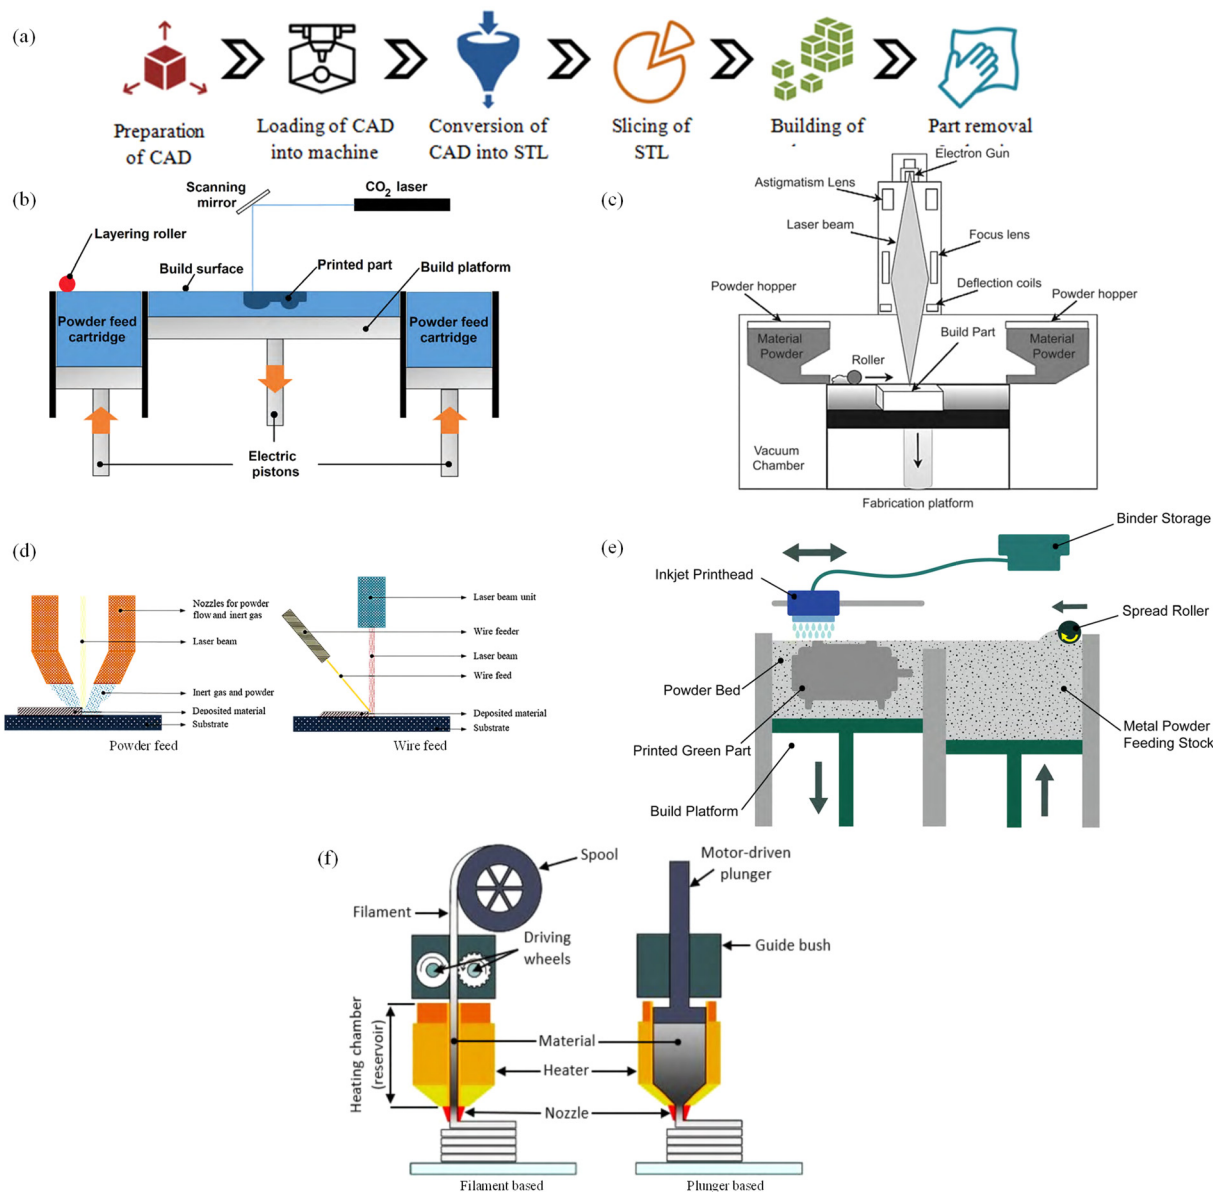 (a)
Preparation
of CAD
Loading of CAD
into machine
Conversion of
CAD into STL
Slicing of
STL
Building of
Part removal
(b)
Scanning
mirror
CO2 laser
Layering roller
Build surface
Printed part
Build platform
Powder feed
cartridge
Powder feed
cartridge
Electric
pistons
(c)
Electron Gun
Astigmatism Lens
Laser beam
Focus lens
Deflection coils
Powder hopper
Powder hopper
Material
Powder
Build Part
Material
Powder
Roller
Vacuum
Chamber
Fabrication platform
(d)
Nozzles for powder
flow and inert gas
Laser beam
Inert gas and powder
Deposited material
Substrate
Powder feed
Laser beam unit
Wire feeder
Laser beam
Wire feed
Deposited material
Substrate
Wire feed
(e)
Binder Storage
Inkjet Printhead
Spread Roller
Powder Bed
Printed Green Part
Metal Powder
Feeding Stock
Build Platform
(f)
Spool
Motor-driven
plunger
Filament
Driving
wheels
Guide bush
Heating chamber
(reservoir)
Material
Heater
Nozzle
Filament based
Plunger based